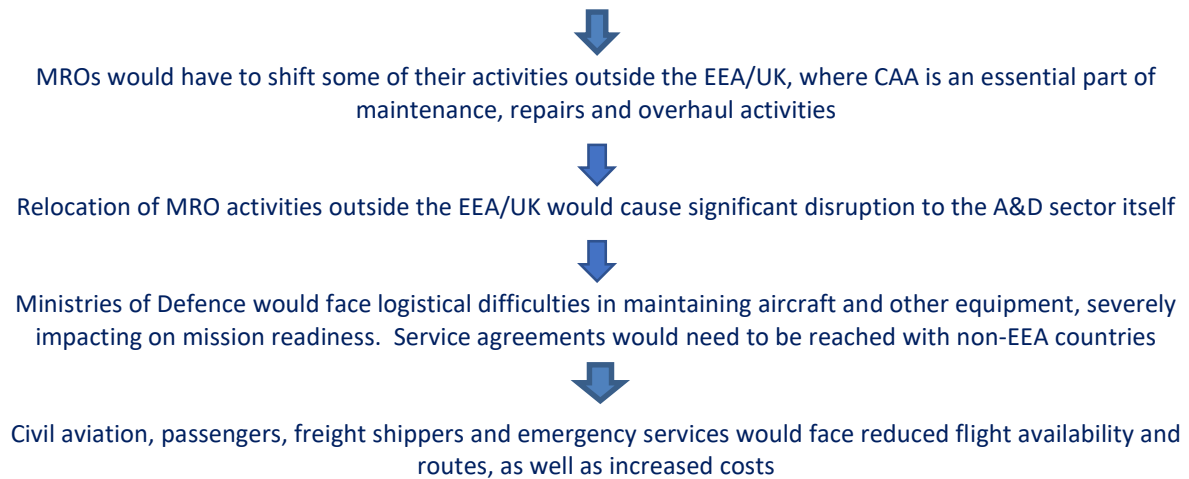 MROs would have to shift some of their activities outside the EEA/UK, where CAA is an essential part of
maintenance, repairs and overhaul activities
Relocation of MRO activities outside the EEA/UK would cause significant disruption to the A&D sector itself
Ministries of Defence would face logistical difficulties in maintaining aircraft and other equipment, severely
impacting on mission readiness.  Service agreements would need to be reached with non-EEA countries
Civil aviation, passengers, freight shippers and emergency services would face reduced flight availability and
routes, as well as increased costs